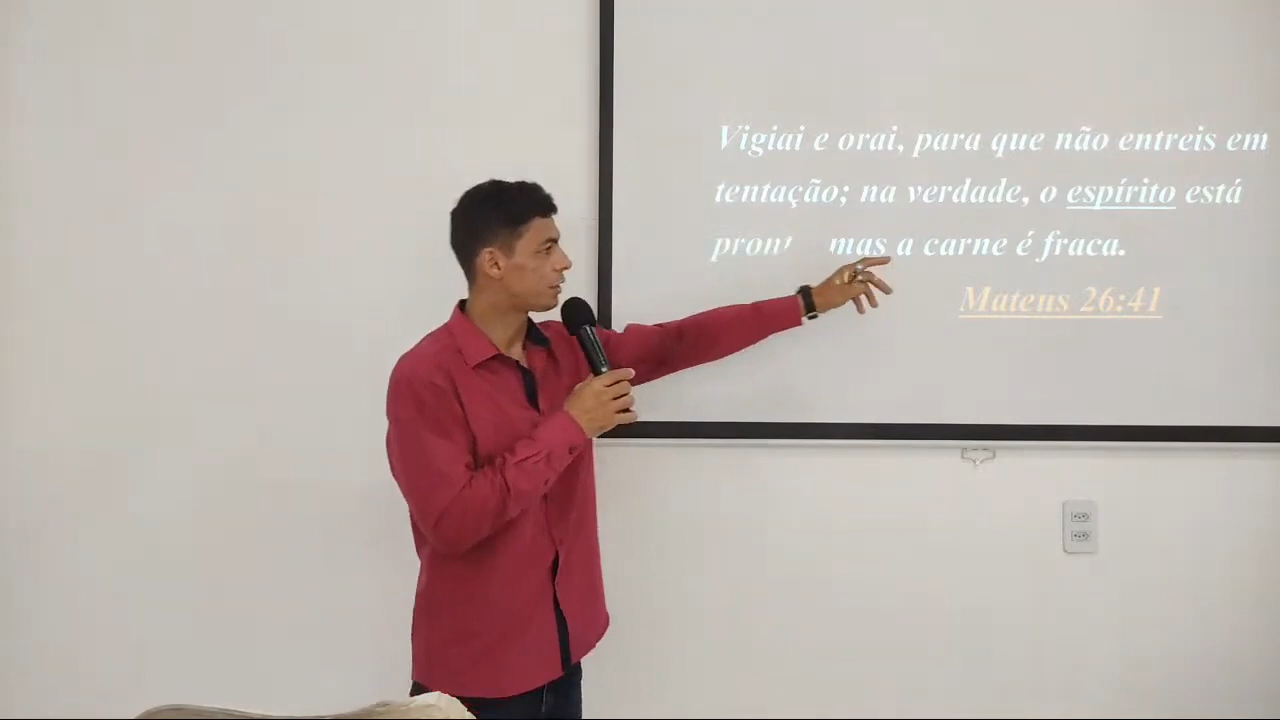 Vigiai e orai, para que não entreis em
tentação; na verdade, o espírito está
mas a carne é fraca.
Mateus 26:41